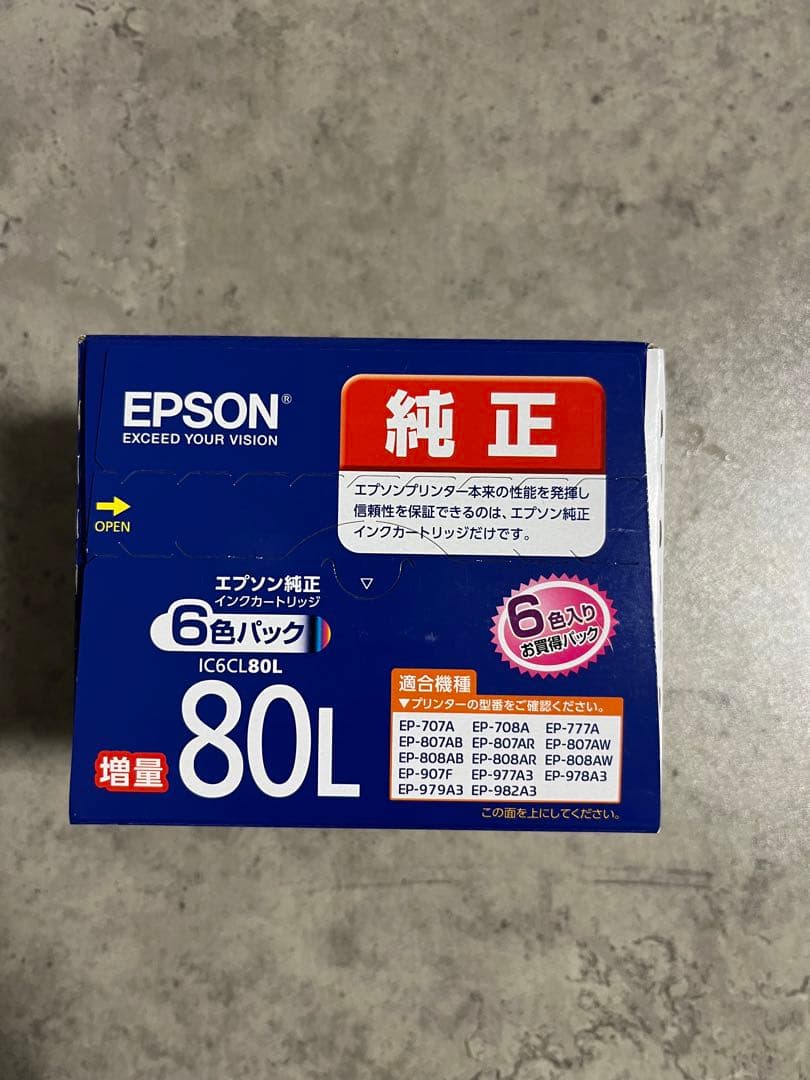 EPSON®
EXCEED YOUR VISION
純正
エプソンプリンター本来の性能を発揮し
信頼性を保証できるのは、エプソン純正
インクカートリッジだけです。
OPEN
エプソン純正
インクカートリッジ
6色パック
IC6CL80L
増量
80L
6色入り
お買得パック
適合機種
▼プリンターの型番をご確認ください。
EP-707A EP-708A EP-777A
EP-807AB EP-807AR EP-807AW
EP-808AB EP-808AR EP-808AW
EP-907F EP-977A3 EP-978A3
EP-979A3 EP-982A3
この面を上にしてください。